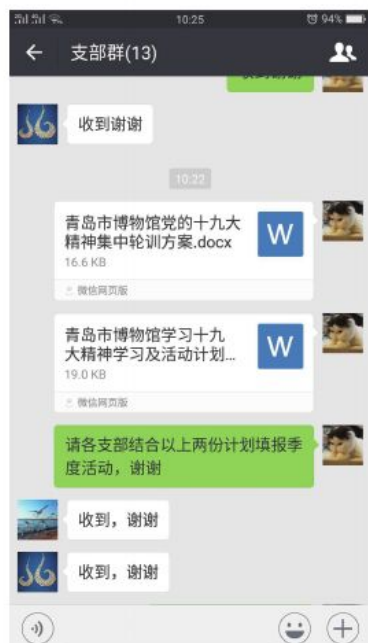 10:25
94%
支部群(13)
收到谢谢
收到谢谢
10:22
青岛市博物馆党的十九大
精神集中轮训方案.docx
W
16.6 KB
微信网页版
青岛市博物馆学习十九
大精神学习及活动计划...
W
19.0 KB
微信网页版
请各支部结合以上两份计划填报季
度活动，谢谢
收到，谢谢
收到，谢谢